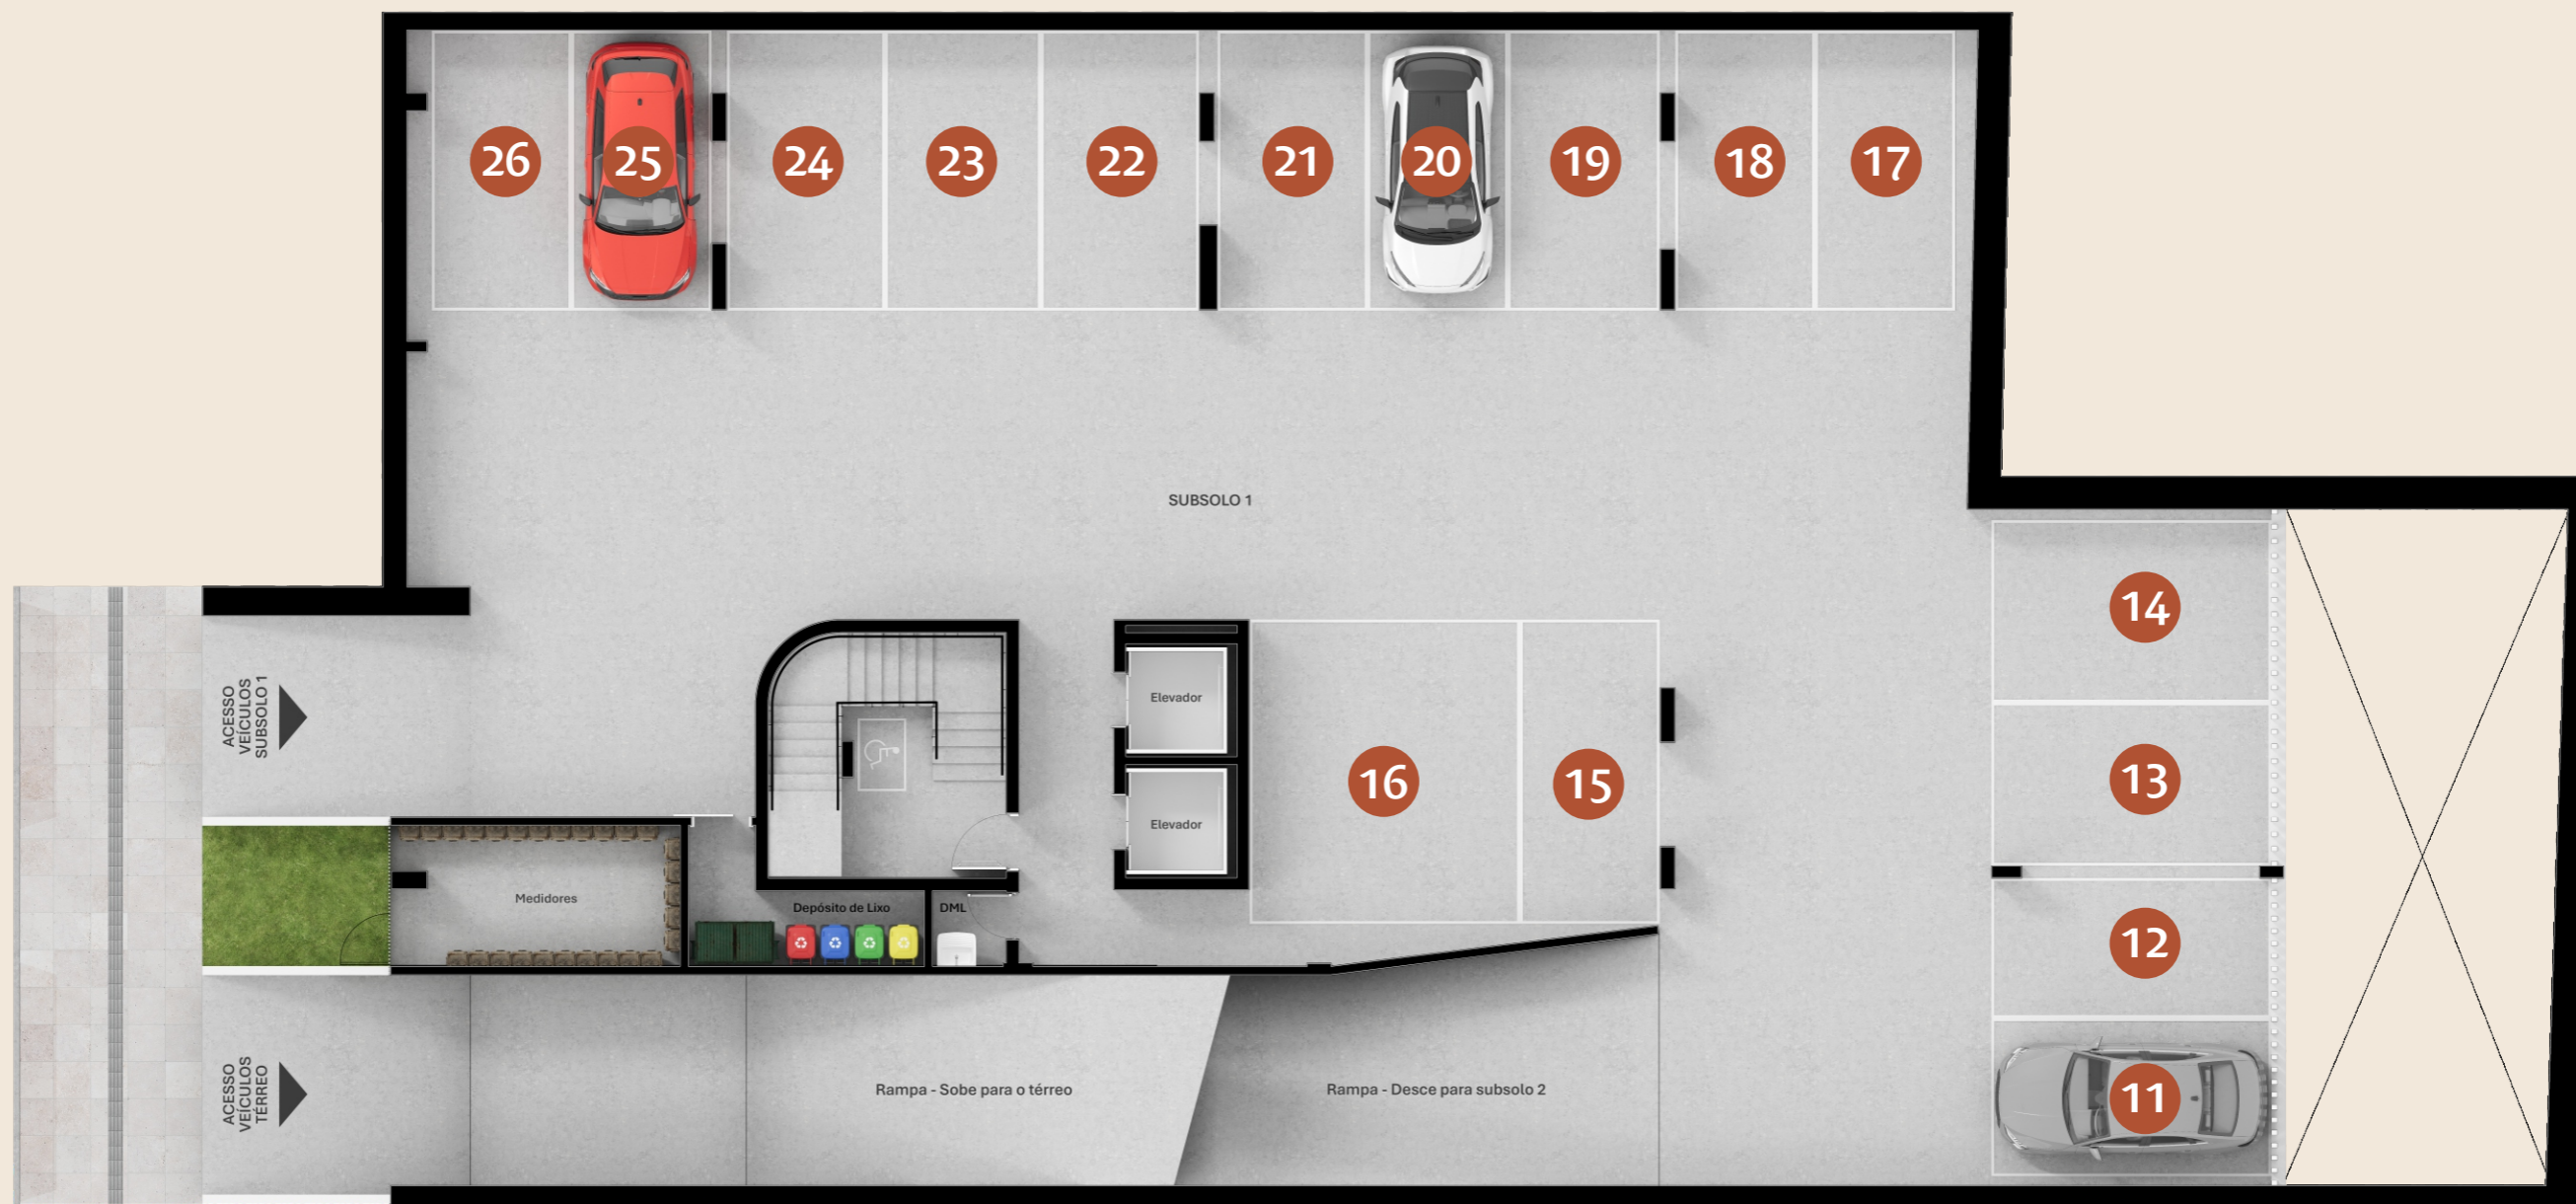 26
25
24
23
22
21
20
19
18
17
SUBSOLO 1
14
ACESSO
VEÍCULOS
SUBSOLO 1
Elevador
16
15
13
Elevador
Medidores
Depósito de Lixo
DML
12
ACESSO
VEÍCULOS
TÉRREO
Rampa - Sobe para o térreo
Rampa - Desce para subsolo 2
11